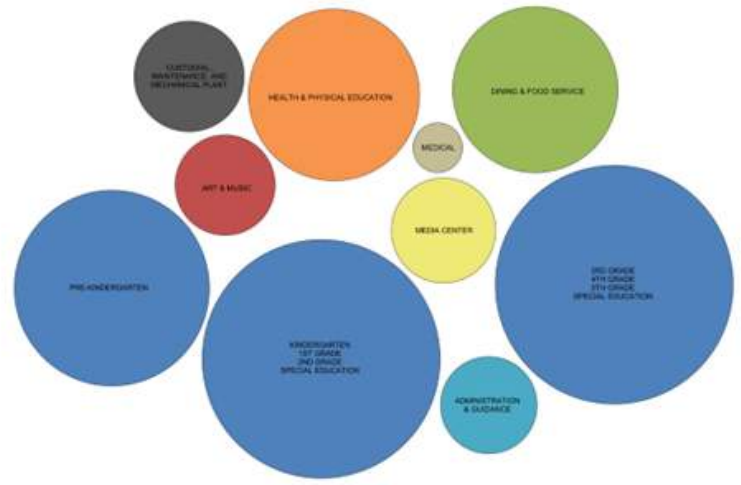 CUSTODIAL,
MAINTENANCE, AND
MECHANICAL PLANT
HEALTH & PHYSICAL EDUCATION
DINING & FOOD SERVICE
MEDICAL
ART & MUSIC
MEDIA CENTER
PRE-KINDERGARTEN
3RD GRADE
4TH GRADE
5TH GRADE
SPECIAL EDUCATION
KINDERGARTEN
1ST GRADE
2ND GRADE
SPECIAL EDUCATION
ADMINISTRATION
& GUIDANCE